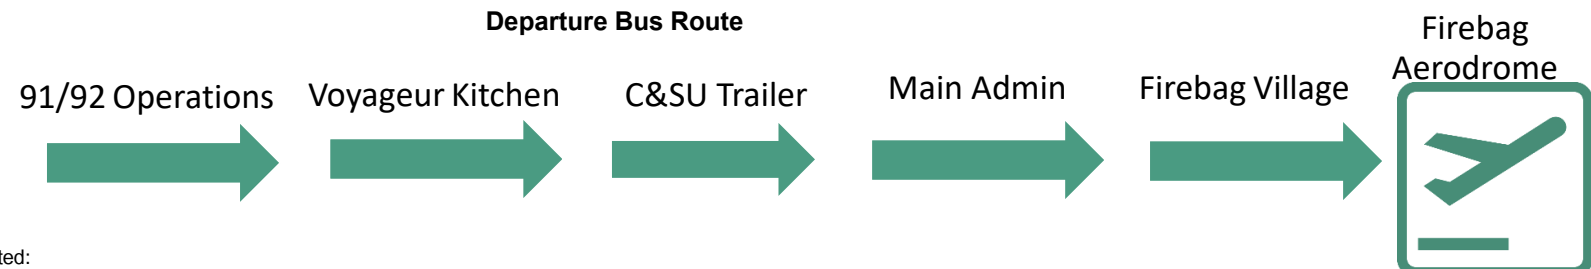 Departure Bus Route
91/92 Operations
Voyageur Kitchen
C&SU Trailer
Main Admin
Firebag Village
Firebag
Aerodrome